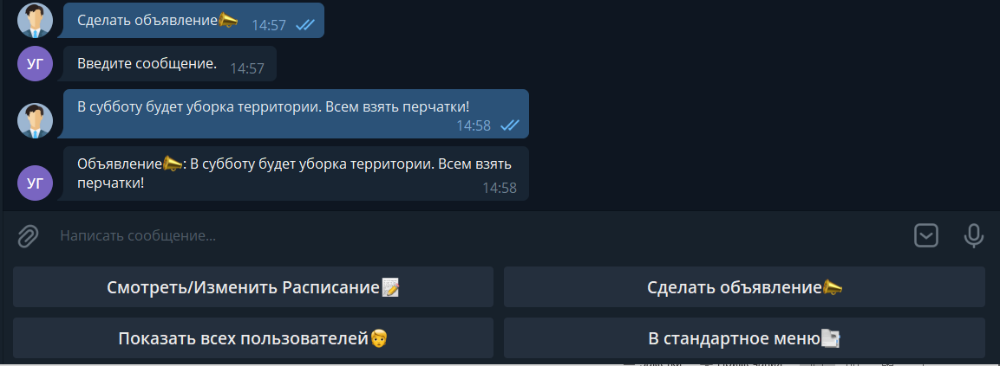 Сделать объявление📣 14:57
УГ
Введите сообщение. 14:57
В субботу будет уборка территории. Всем взять перчатки!
14:58
Объявление📣: В субботу будет уборка территории. Всем взять
УГ
перчатки! 14:58
Написать сообщение...
Смотреть/Изменить Расписание📝 Сделать объявление📣
Показать всех пользователей👨 В стандартное меню📑